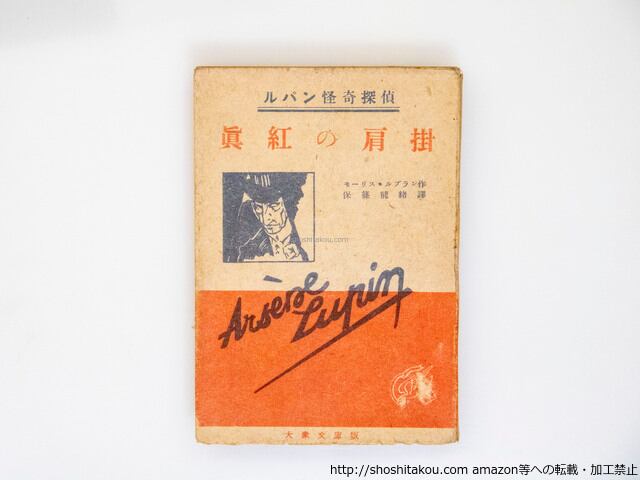 ルパン怪奇探偵
眞紅の肩掛
モーリス・ルブラン作
保篠龍緒譯
shoshitakou.com
Arsène
Lupin
大衆文庫版
http://shoshitakou.com amazon等への転載・加工禁止